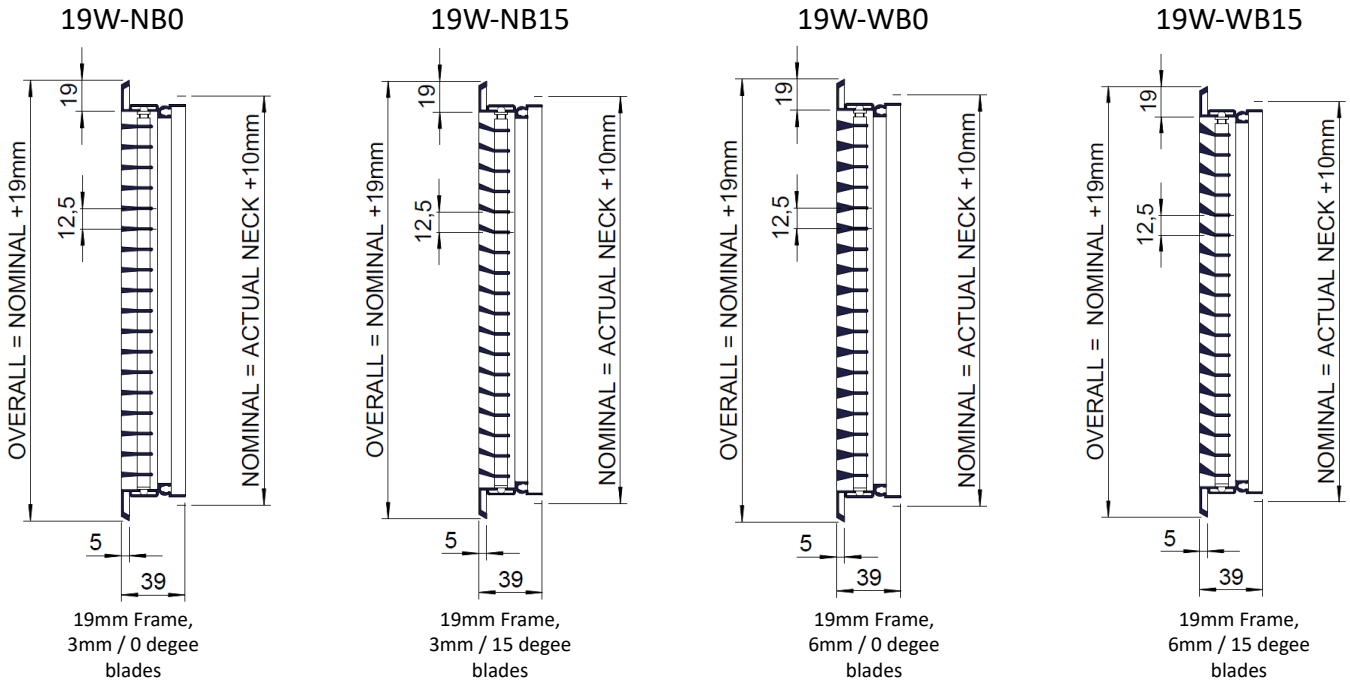 19W-NB0
19W-NB15
19W-WB0
19W-WB15
OVERALL = NOMINAL +19mm
19
12,5
NOMINAL = ACTUAL NECK +10mm
5
39
OVERALL = NOMINAL +19mm
19
12,5
NOMINAL = ACTUAL NECK +10mm
5
39
OVERALL = NOMINAL +19mm
19
12,5
NOMINAL = ACTUAL NECK +10mm
5
39
OVERALL = NOMINAL +19mm
19
12,5
NOMINAL = ACTUAL NECK +10mm
5
39
19mm Frame,
3mm / 0 degee
blades
19mm Frame,
3mm / 15 degee
blades
19mm Frame,
6mm / 0 degee
blades
19mm Frame,
6mm / 15 degee
blades